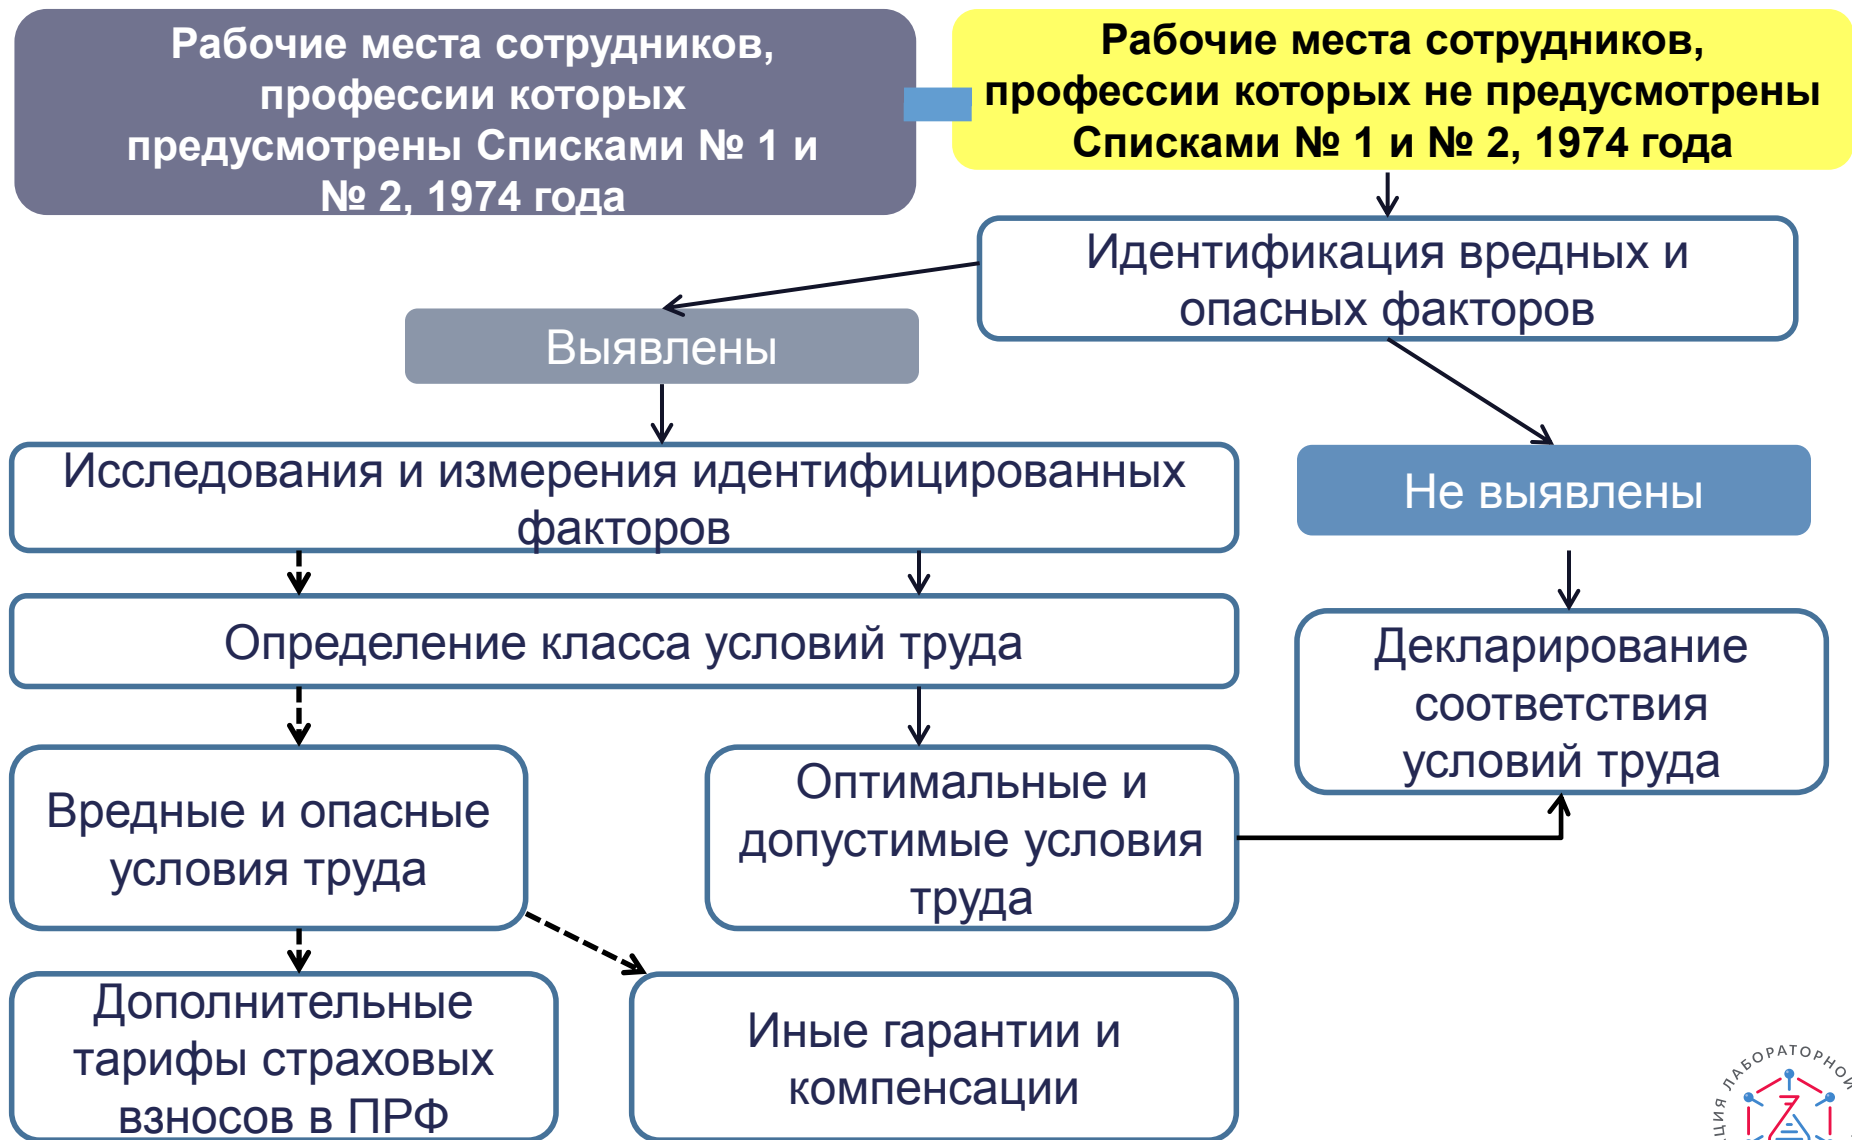 Рабочие места сотрудников,
профессии которых
предусмотрены Списками № 1 и
№ 2, 1974 года
Рабочие места сотрудников,
профессии которых не предусмотрены
Списками № 1 и № 2, 1974 года
Идентификация вредных и
опасных факторов
Выявлены
Исследования и измерения идентифицированных
факторов
Не выявлены
Определение класса условий труда
Декларирование
соответствия
условий труда
Вредные и опасные
условия труда
Оптимальные и
допустимые условия
труда
Дополнительные
тарифы страховых
взносов в ПРФ
Иные гарантии и
компенсации
ЛАБОРАТОРНОЙ